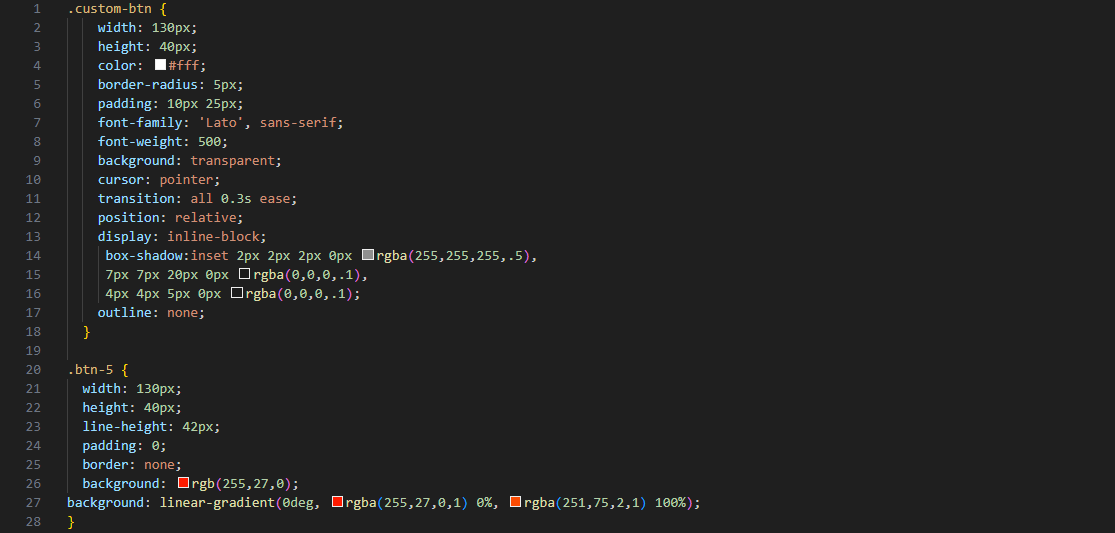 1 .custom-btn {
2 width: 130px;
3 height: 40px;
4 color: #fff;
5 border-radius: 5px;
6 padding: 10px 25px;
7 font-family: 'Lato', sans-serif;
8 font-weight: 500;
9 background: transparent;
10 cursor: pointer;
11 transition: all 0.3s ease;
12 position: relative;
13 display: inline-block;
14 box-shadow:inset 2px 2px 2px 0px rgba(255,255,255,.5),
15 7px 7px 20px 0px rgba(0,0,0,.1),
16 4px 4px 5px 0px rgba(0,0,0,.1);
17 outline: none;
18 }
19
20 .btn-5 {
21 width: 130px;
22 height: 40px;
23 line-height: 42px;
24 padding: 0;
25 border: none;
26 background: rgb(255,27,0);
27 background: linear-gradient(0deg, rgba(255,27,0,1) 0%, rgba(251,75,2,1) 100%);
28 }